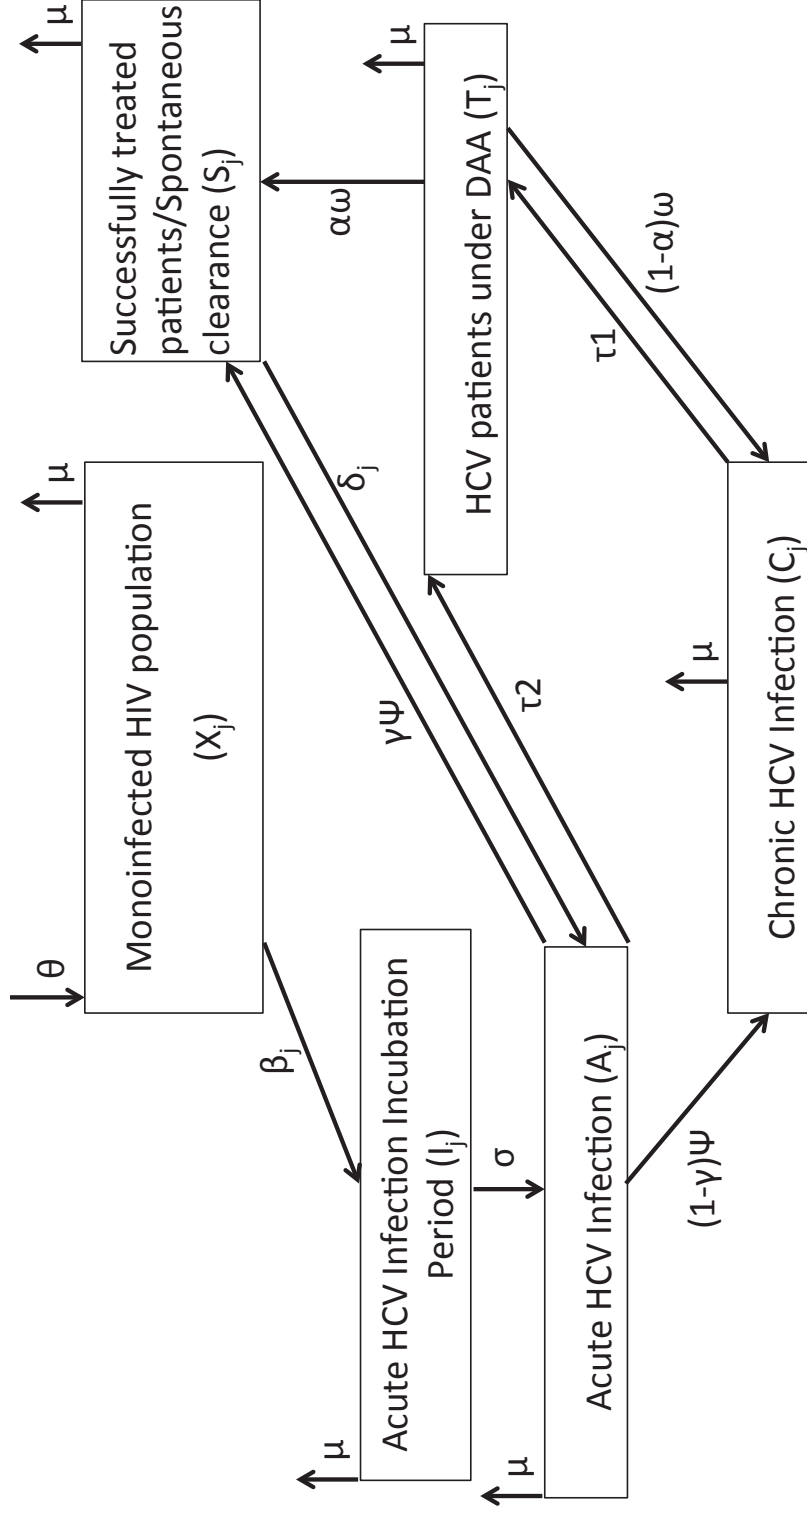 θ
μ
Monoinfected HIV population
(Xⱼ)
μ
Successfully treated
patients/Spontaneous
clearance (Sⱼ)
βⱼ
γΨ
δⱼ
αω
μ
Acute HCV Infection Incubation
Period (Iⱼ)
μ
HCV patients under DAA (Tⱼ)
σ
τ2
μ
Acute HCV Infection (Aⱼ)
τ1
(1-α)ω
(1-γ)Ψ
μ
Chronic HCV Infection (Cⱼ)